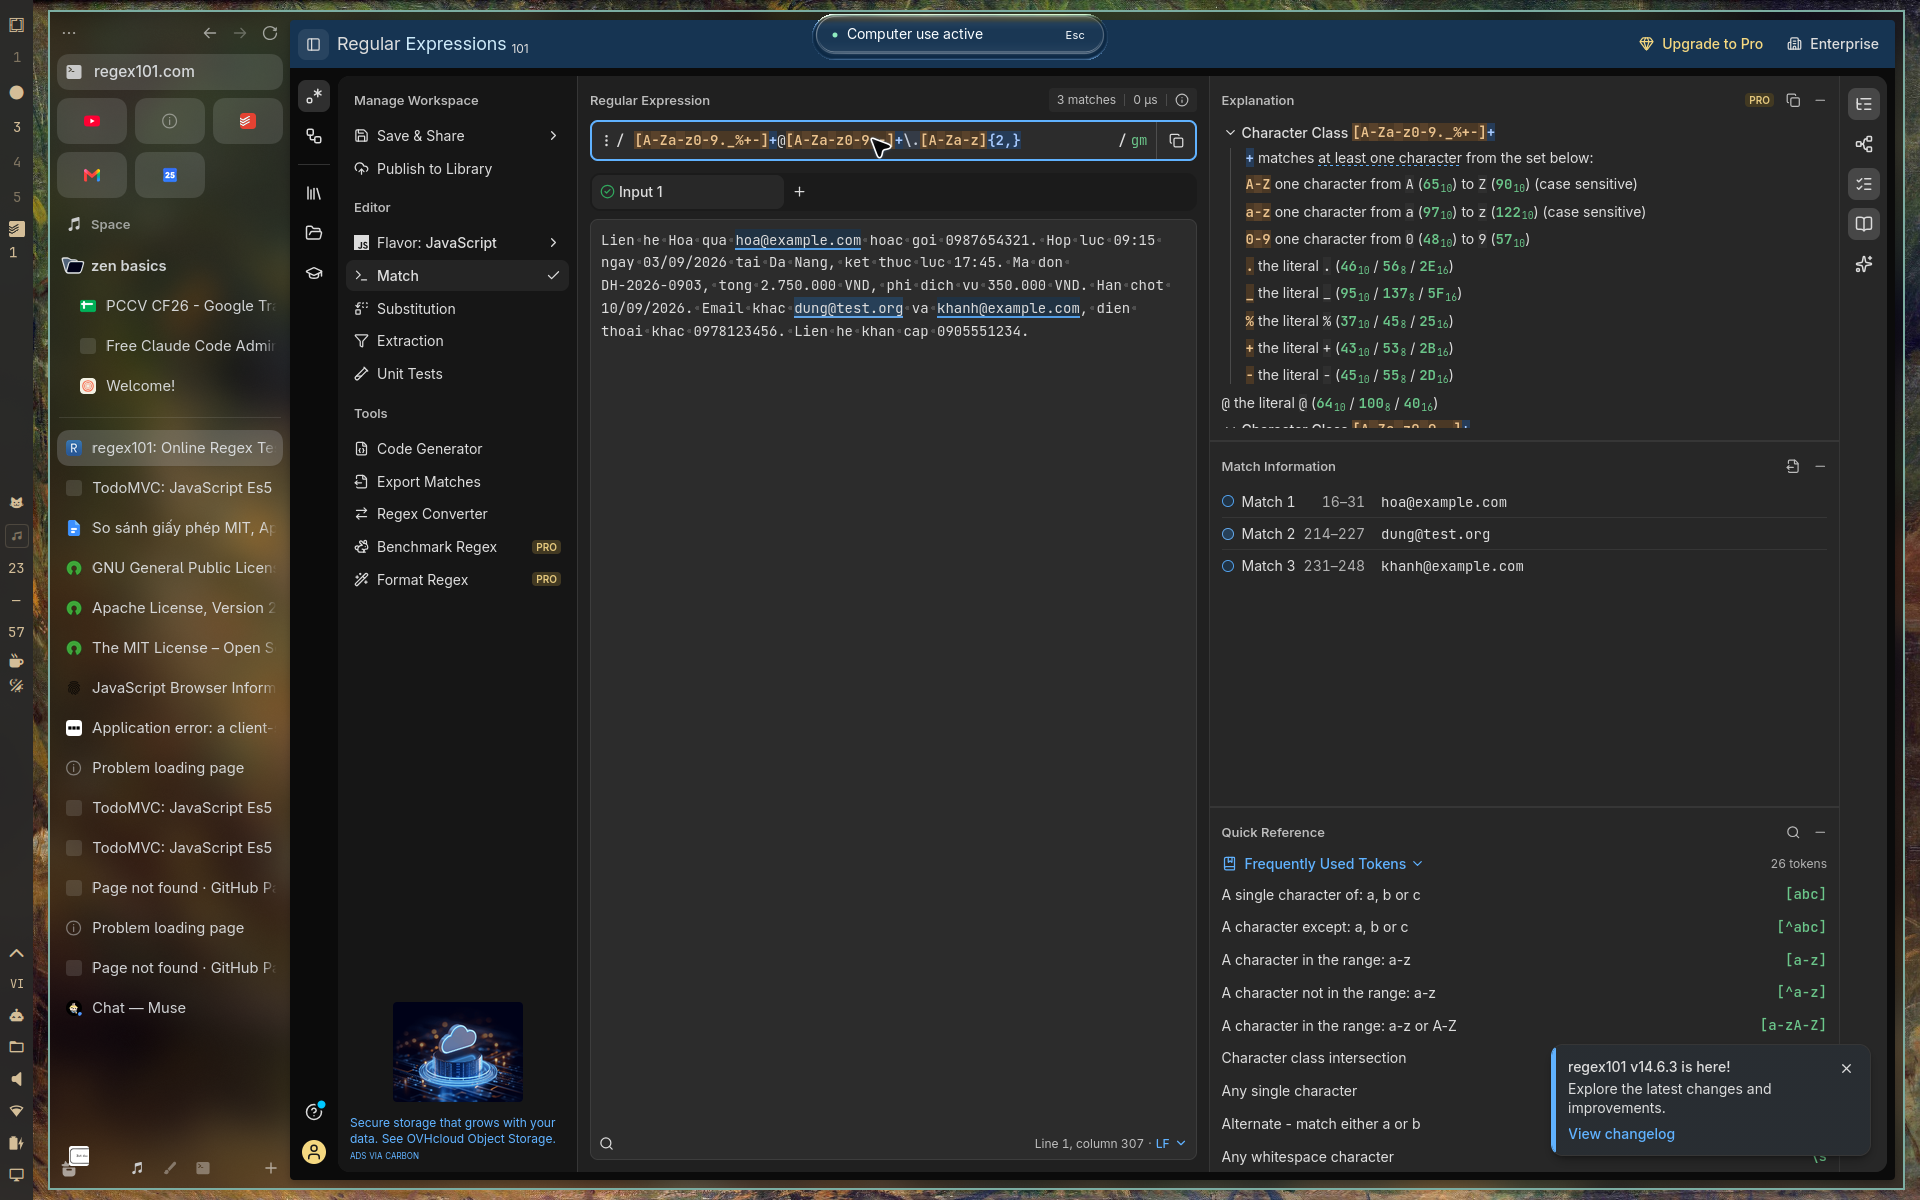 1
3
4
5
1
23
57
VI
regex101.com
Space
zen basics
PCCV CF26 - Google Tr
Free Claude Code Admi
Welcome!
regex101: Online Regex Te
TodoMVC: JavaScript Es5
So sánh giấy phép MIT, Ap
GNU General Public Licen
Apache License, Version 2
The MIT License – Open S
JavaScript Browser Inform
Application error: a client-
Problem loading page
TodoMVC: JavaScript Es5
TodoMVC: JavaScript Es5
Page not found · GitHub P
Problem loading page
Page not found · GitHub P
Chat — Muse
Regular Expressions 101
Computer use active Esc
Upgrade to Pro
Enterprise
Manage Workspace
Save & Share
Publish to Library
Editor
Flavor: JavaScript
Match
Substitution
Extraction
Unit Tests
Tools
Code Generator
Export Matches
Regex Converter
Benchmark Regex PRO
Format Regex PRO
Secure storage that grows with your
data. See OVHcloud Object Storage.
ADS VIA CARBON
Regular Expression
3 matches 0 µs
/ [A-Za-z0-9._%+-]+@[A-Za-z0-9 ]+\.[A-Za-z]{2,} / gm
Input 1 +
Lien he Hoa qua hoa@example.com hoac goi 0987654321. Hop luc 09:15
ngay 03/09/2026 tai Da Nang, ket thuc luc 17:45. Ma don
DH-2026-0903, tong 2.750.000 VND, phi dich vu 350.000 VND. Han chot
10/09/2026. Email khac dung@test.org va khanh@example.com, dien
thoai khac 0978123456. Lien he khan cap 0905551234.
Line 1, column 307 · LF
Explanation PRO
Character Class [A-Za-z0-9._%+-]+
+ matches at least one character from the set below:
A-Z one character from A (65₁₀) to Z (90₁₀) (case sensitive)
a-z one character from a (97₁₀) to z (122₁₀) (case sensitive)
0-9 one character from 0 (48₁₀) to 9 (57₁₀)
. the literal . (46₁₀ / 56₈ / 2E₁₆)
_ the literal _ (95₁₀ / 137₈ / 5F₁₆)
% the literal % (37₁₀ / 45₈ / 25₁₆)
+ the literal + (43₁₀ / 53₈ / 2B₁₆)
- the literal - (45₁₀ / 55₈ / 2D₁₆)
@ the literal @ (64₁₀ / 100₈ / 40₁₆)
Match Information
Match 1 16–31 hoa@example.com
Match 2 214–227 dung@test.org
Match 3 231–248 khanh@example.com
Quick Reference
Frequently Used Tokens 26 tokens
A single character of: a, b or c [abc]
A character except: a, b or c [^abc]
A character in the range: a-z [a-z]
A character not in the range: a-z [^a-z]
A character in the range: a-z or A-Z [a-zA-Z]
Character class intersection
Any single character
Alternate - match either a or b
Any whitespace character \s
regex101 v14.6.3 is here!
Explore the latest changes and
improvements.
View changelog